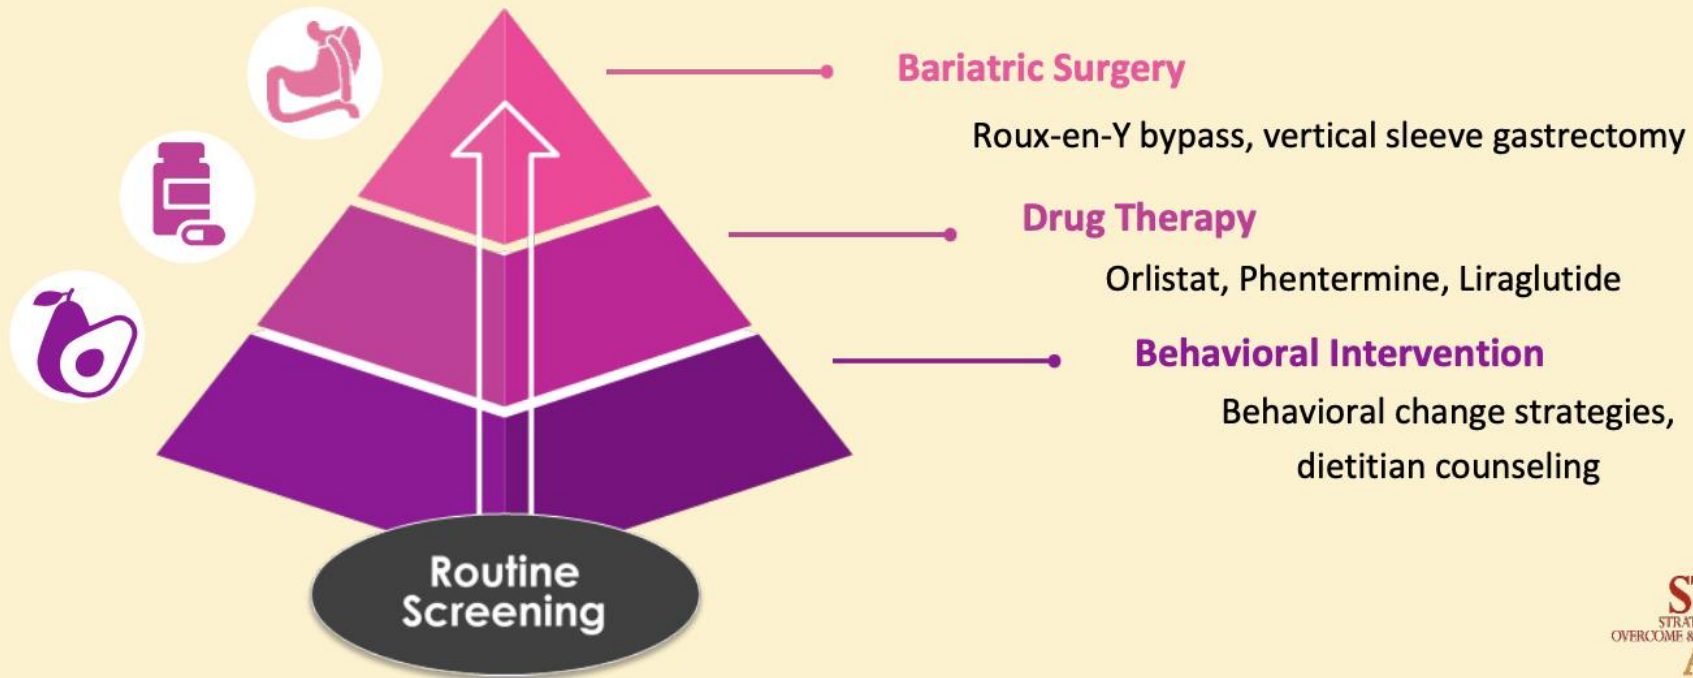 Bariatric Surgery
Roux-en-Y bypass, vertical sleeve gastrectomy
Drug Therapy
Orlistat, Phentermine, Liraglutide
Behavioral Intervention
Behavioral change strategies,
dietitian counseling
Routine
Screening
OVERCOME &